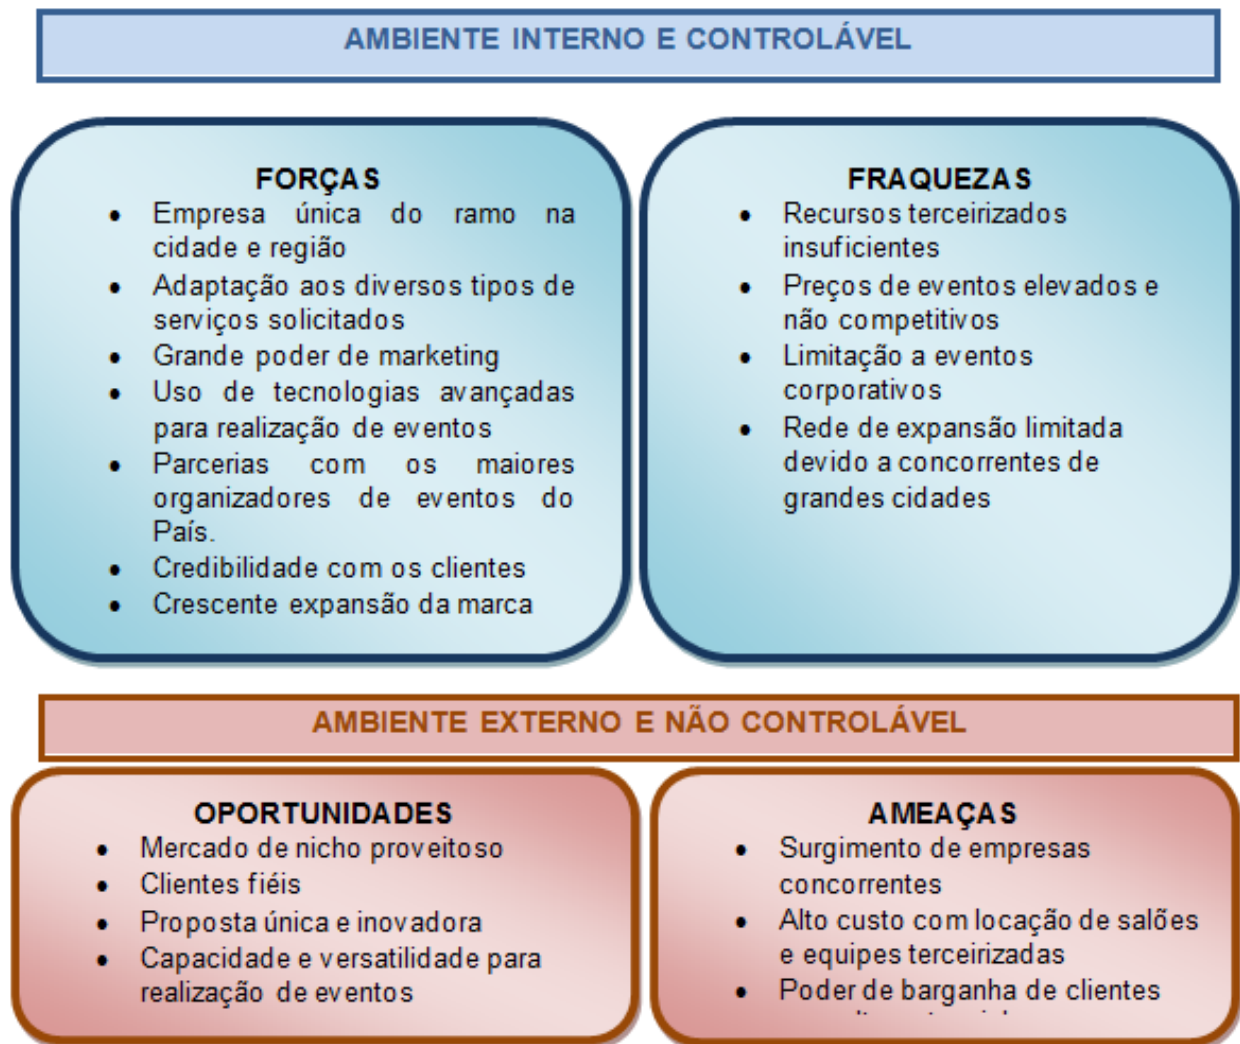 AMBIENTE INTERNO E CONTROLÁVEL
FORÇAS
• Empresa única do ramo na
cidade e região
• Adaptação aos diversos tipos de
serviços solicitados
• Grande poder de marketing
• Uso de tecnologias avançadas
para realização de eventos
• Parcerias com os maiores
organizadores de eventos do
País.
• Credibilidade com os clientes
• Crescente expansão da marca
FRAQUEZAS
• Recursos terceirizados
insuficientes
• Preços de eventos elevados e
não competitivos
• Limitação a eventos
corporativos
• Rede de expansão limitada
devido a concorrentes de
grandes cidades
AMBIENTE EXTERNO E NÃO CONTROLÁVEL
OPORTUNIDADES
• Mercado de nicho proveitoso
• Clientes fiéis
• Proposta única e inovadora
• Capacidade e versatilidade para
realização de eventos
AMEAÇAS
• Surgimento de empresas
concorrentes
• Alto custo com locação de salões
e equipes terceirizadas
• Poder de barganha de clientes